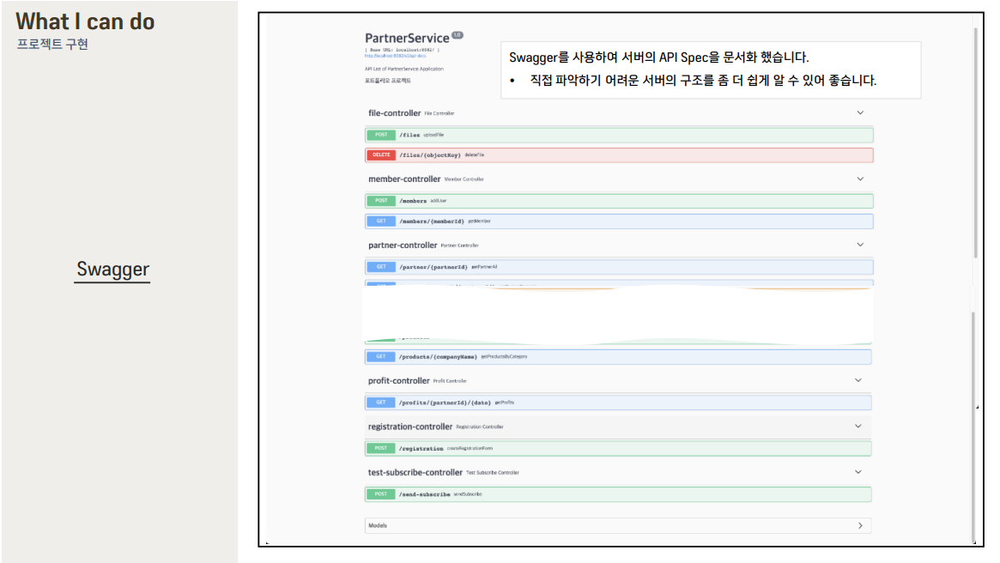 What I can do
프로젝트 구현
Swagger
PartnerService 1.0
[ Base URL: localhost:8082/ ]
http://localhost:8082/v2/api-docs
API List of PartnerService Application
포트폴리오 프로젝트
Swagger를 사용하여 서버의 API Spec을 문서화 했습니다.
• 직접 파악하기 어려운 서버의 구조를 좀 더 쉽게 알 수 있어 좋습니다.
file-controller File Controller
POST /files uploadFile
DELETE /files/{objectKey} deleteFile
member-controller Member Controller
POST /members addUser
GET /members/{memberId} getMember
partner-controller Partner Controller
GET /partner/{partnerId} getPartnerAll
GET /products/{companyName} getProductsByCategory
profit-controller Profit Controller
GET /profits/{partnerId}/{date} getProfits
registration-controller Registration Controller
POST /registration createRegistrationForm
test-subscribe-controller Test Subscribe Controller
POST /send-subscribe sendSubscribe
Models